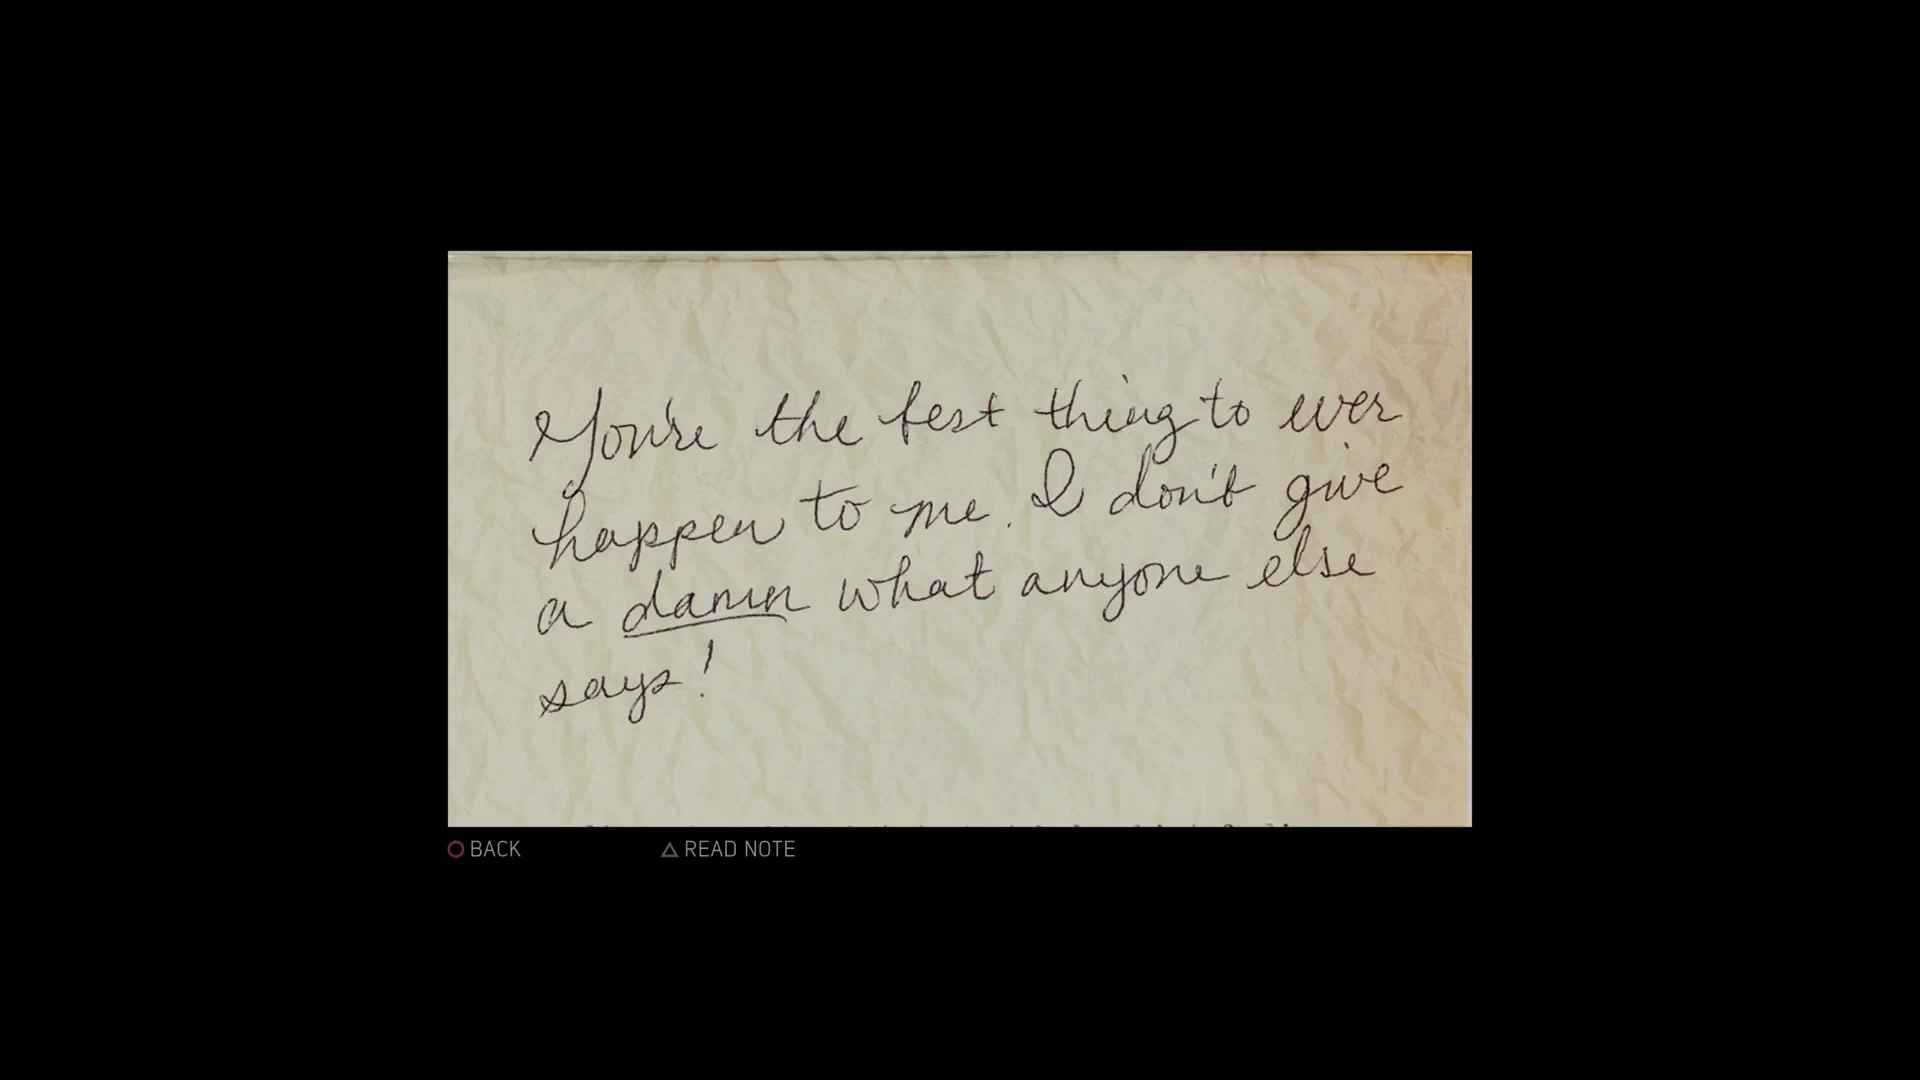 You're the best thing to ever
happen to me. I don't give
a damn what anyone else
says!
BACK
READ NOTE